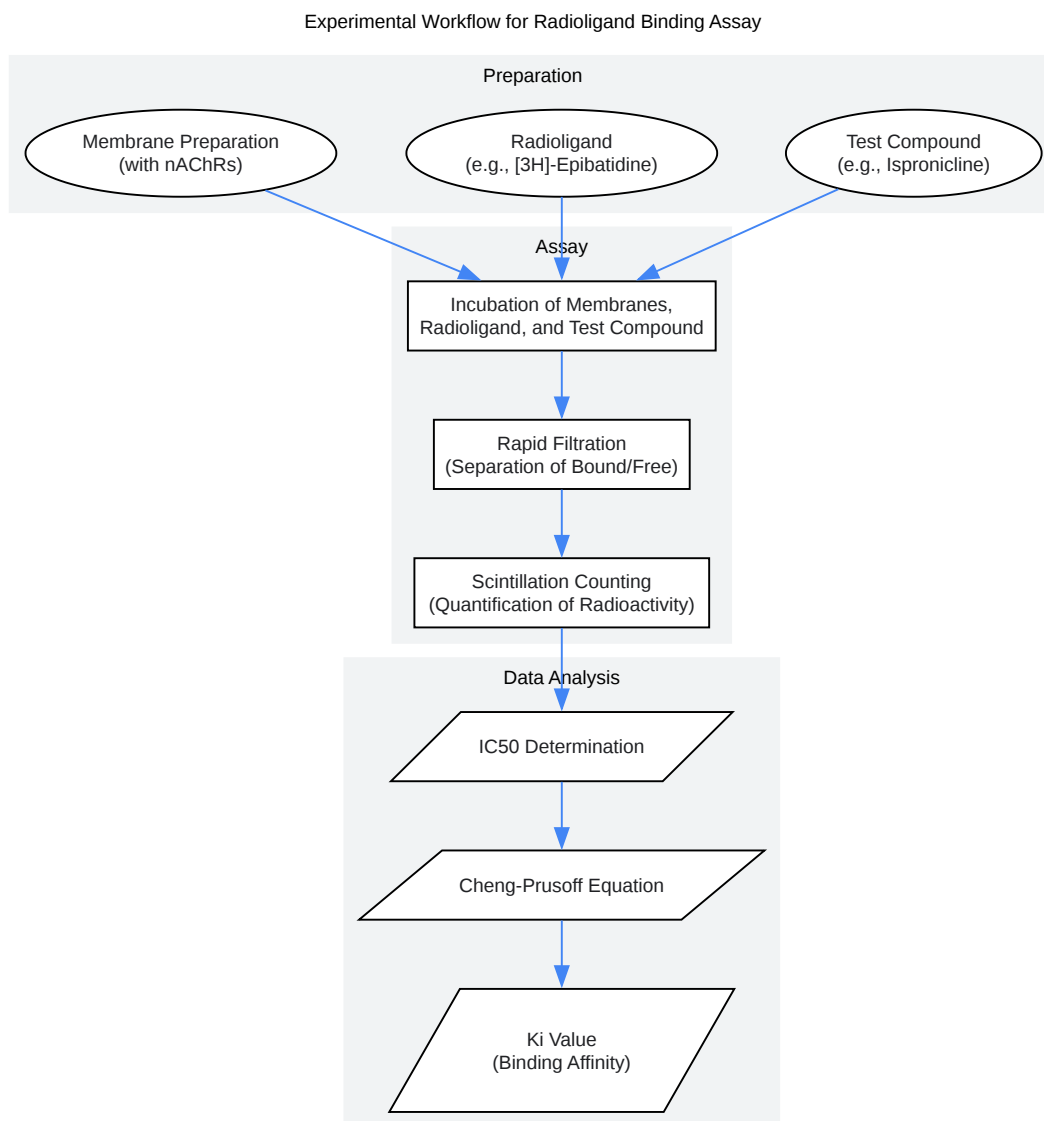 Experimental Workflow for Radioligand Binding Assay
Preparation
Membrane Preparation
(with nAChRs)
Radioligand
(e.g., [3H]-Epibatidine)
Test Compound
(e.g., Ispronicline)
Assay
Incubation of Membranes,
Radioligand, and Test Compound
Rapid Filtration
(Separation of Bound/Free)
Scintillation Counting
(Quantification of Radioactivity)
Data Analysis
IC50 Determination
Cheng-Prusoff Equation
Ki Value
(Binding Affinity)